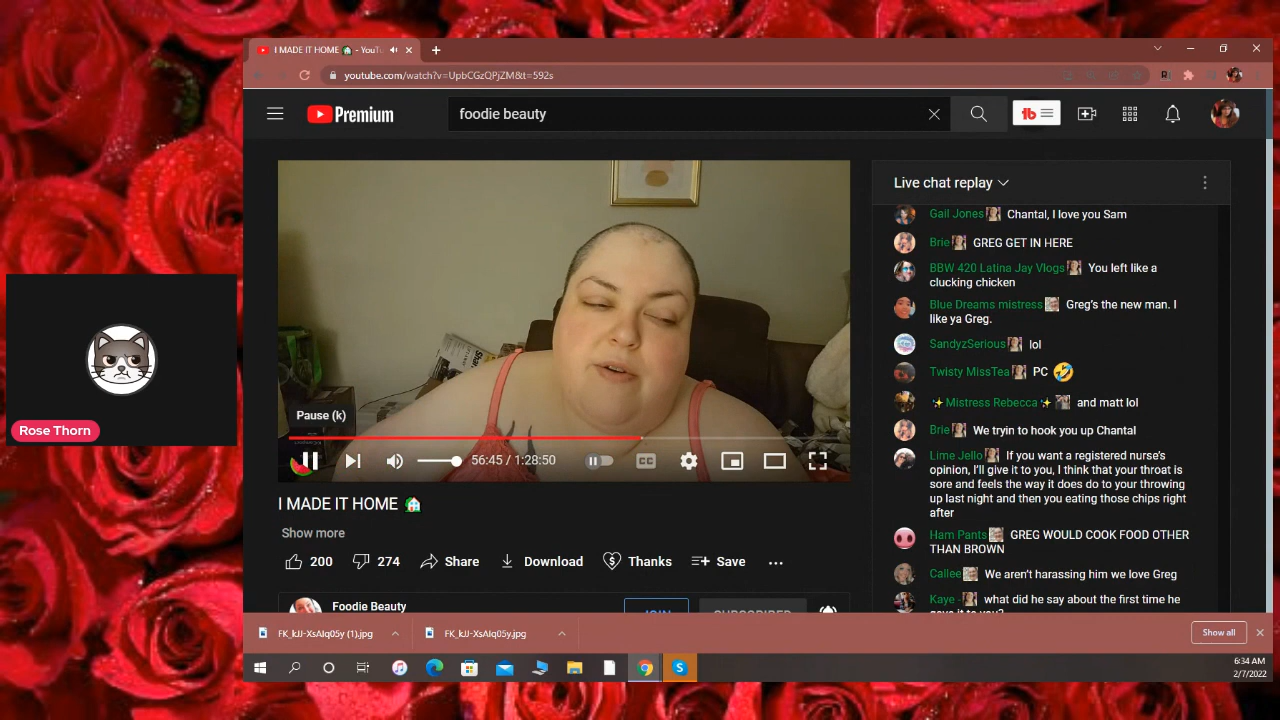 I MADE IT HOME 🏠 - YouTu
youtube.com/watch?v=UpbCGzQPjZM&t=592s
Premium
foodie beauty
tb
Live chat replay
Gail Jones Chantal, I love you Sam
Brie GREG GET IN HERE
BBW 420 Latina Jay Vlogs You left like a
clucking chicken
Blue Dreams mistress Greg's the new man. I
like ya Greg.
SandyzSerious lol
Twisty MissTea PC 🤣
✨Mistress Rebecca✨ and matt lol
Brie We tryin to hook you up Chantal
Lime Jello If you want a registered nurse's
opinion, I'll give it to you, I think that your throat is
sore and feels the way it does do to your throwing
up last night and then you eating those chips right
after
Ham Pants GREG WOULD COOK FOOD OTHER
THAN BROWN
Callee We aren't harassing him we love Greg
Kaye - what did he say about the first time he
Pause (k)
56:45 / 1:28:50
CC
I MADE IT HOME 🏠
Show more
200
274
Share
Download
Thanks
Save
Foodie Beauty
JOIN
SUBSCRIBED
Rose Thorn
FK_kJJ-XsAIq05y (1).jpg
FK_kJJ-XsAIq05y.jpg
Show all
6:34 AM
2/7/2022